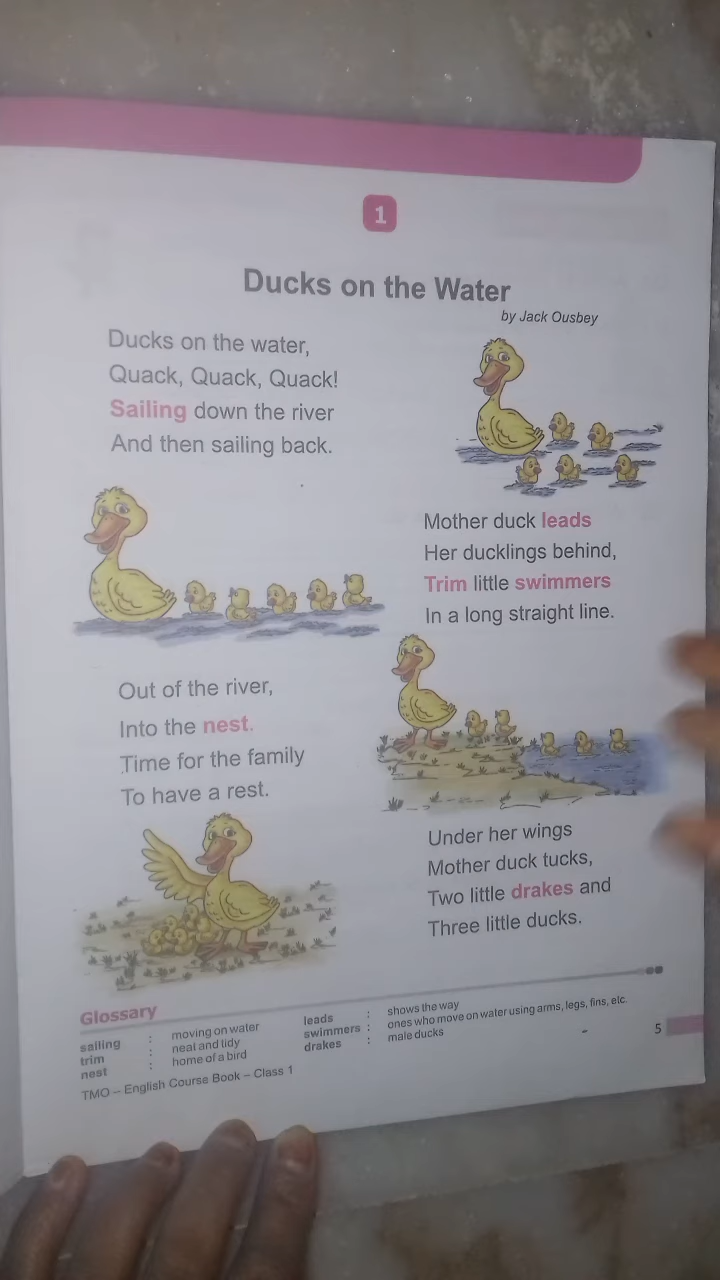 1
Ducks on the Water
by Jack Ousbey
Ducks on the water,
Quack, Quack, Quack!
Sailing down the river
And then sailing back.
Mother duck leads
Her ducklings behind,
Trim little swimmers
In a long straight line.
Out of the river,
Into the nest.
Time for the family
To have a rest.
Under her wings
Mother duck tucks,
Two little drakes and
Three little ducks.
Glossary
sailing : moving on water
trim : neat and tidy
nest : home of a bird
leads : shows the way
swimmers : ones who move on water using arms, legs, fins, etc.
drakes : male ducks
TMO – English Course Book – Class 1
5